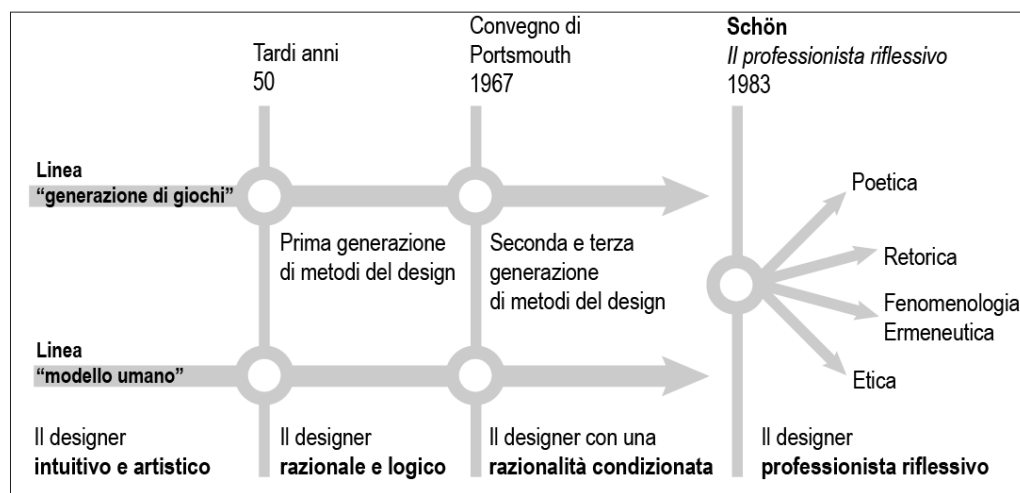 Tardi anni
50
Convegno di
Portsmouth
1967
Schön
Il professionista riflessivo
1983
Linea
“generazione di giochi”
Prima generazione
di metodi del design
Seconda e terza
generazione
di metodi del design
Poetica
Retorica
Fenomenologia
Ermeneutica
Etica
Linea
“modello umano”
Il designer
intuitivo e artistico
Il designer
razionale e logico
Il designer con una
razionalità condizionata
Il designer
professionista riflessivo